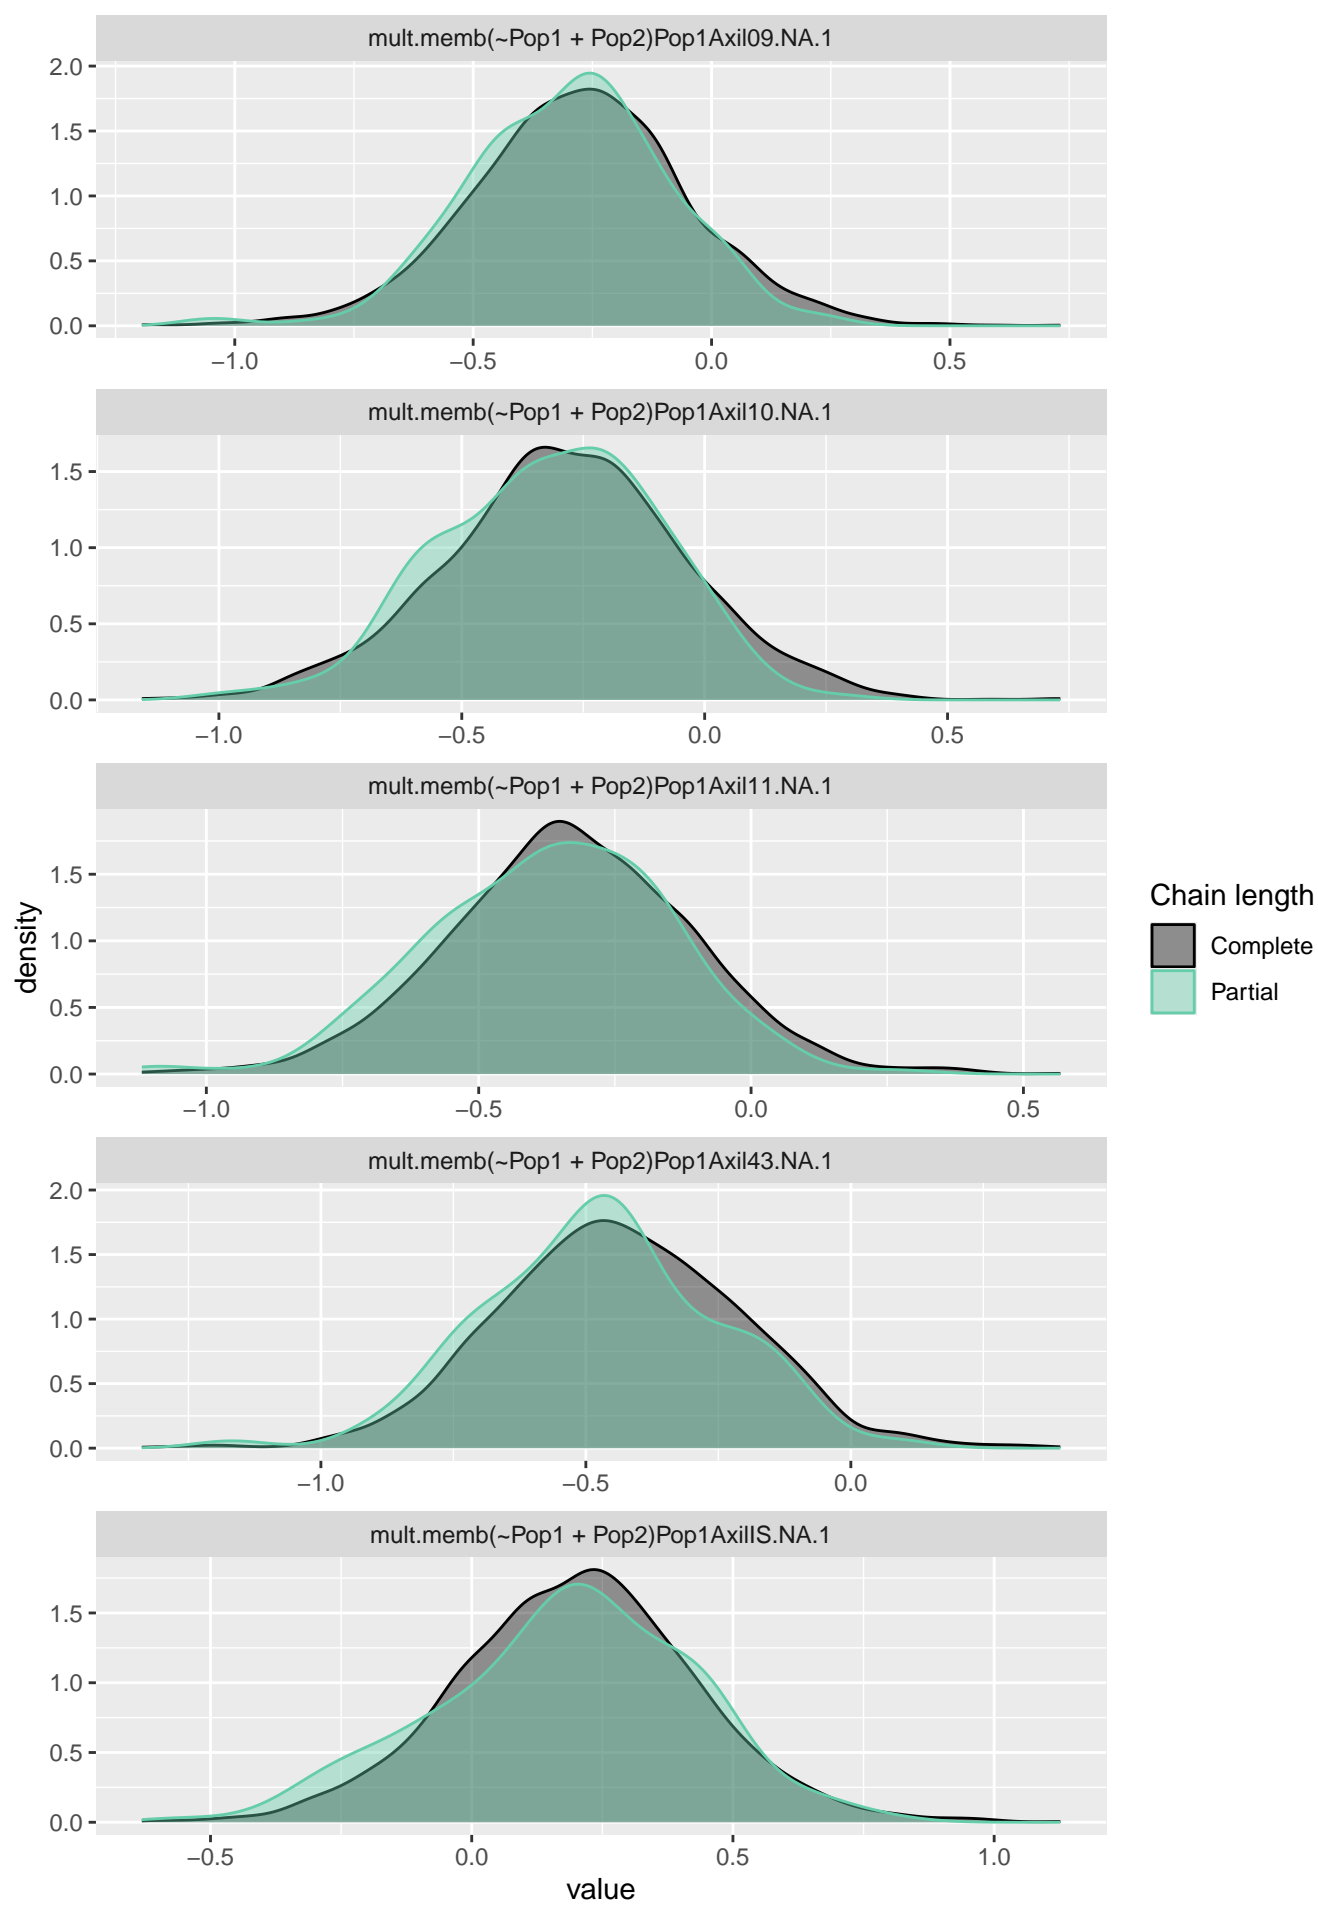 mult.memb(~Pop1 + Pop2)Pop1Axil09.NA.1
2.0
1.5
1.0
0.5
0.0
−1.0 −0.5 0.0 0.5
mult.memb(~Pop1 + Pop2)Pop1Axil10.NA.1
1.5
1.0
0.5
0.0
−1.0 −0.5 0.0 0.5
mult.memb(~Pop1 + Pop2)Pop1Axil11.NA.1
1.5
1.0
0.5
0.0
−1.0 −0.5 0.0 0.5
mult.memb(~Pop1 + Pop2)Pop1Axil43.NA.1
2.0
1.5
1.0
0.5
0.0
−1.0 −0.5 0.0
mult.memb(~Pop1 + Pop2)Pop1AxilIS.NA.1
1.5
1.0
0.5
0.0
−0.5 0.0 0.5 1.0
value
density
Chain length
Complete
Partial